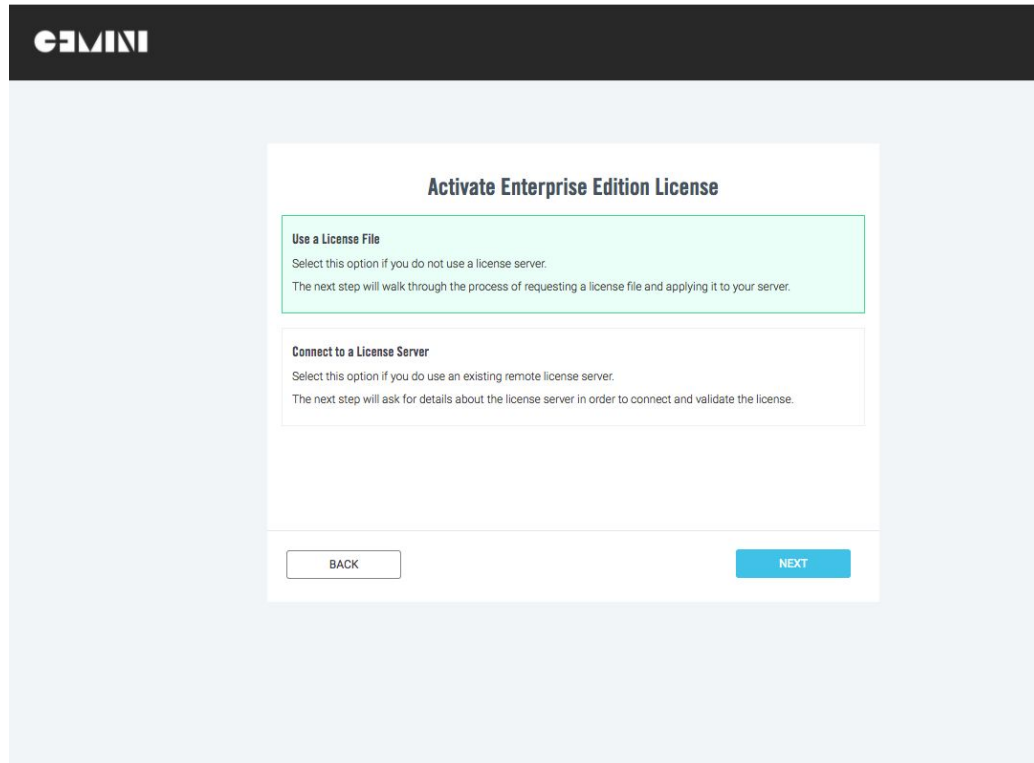 GEMINI
Activate Enterprise Edition License
Use a License File
Select this option if you do not use a license server.
The next step will walk through the process of requesting a license file and applying it to your server.
Connect to a License Server
Select this option if you do use an existing remote license server.
The next step will ask for details about the license server in order to connect and validate the license.
BACK
NEXT